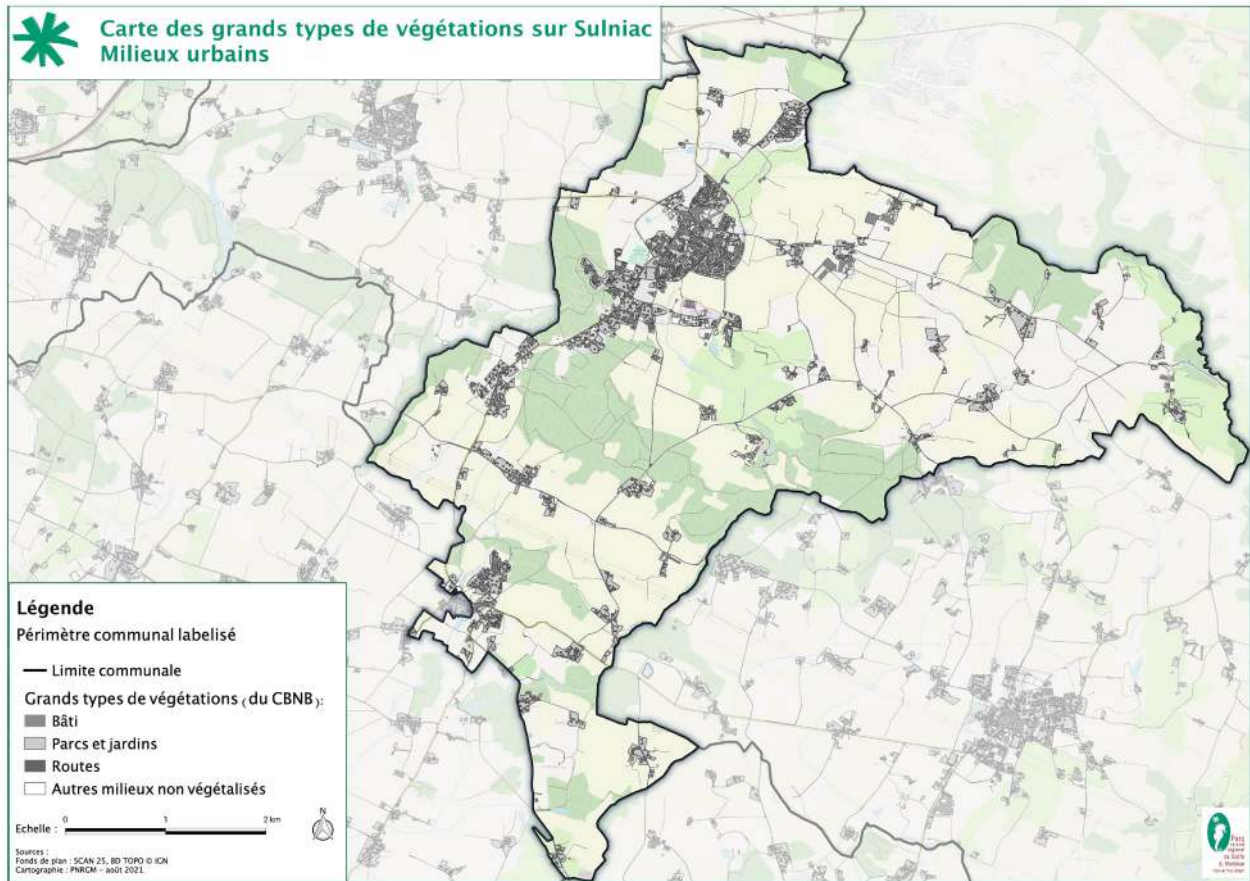 Carte des grands types de végétations sur Sulniac
Milieux urbains
Légende
Périmètre communal labelisé
Limite communale
Grands types de végétations (du CBNB):
Bâti
Parcs et jardins
Routes
Autres milieux non végétalisés
Echelle :
0 1 2 km
N
Sources :
Fonds de plan : SCAN 25, BD TOPO © IGN
Cartographie : PNRGM - août 2021
Parc